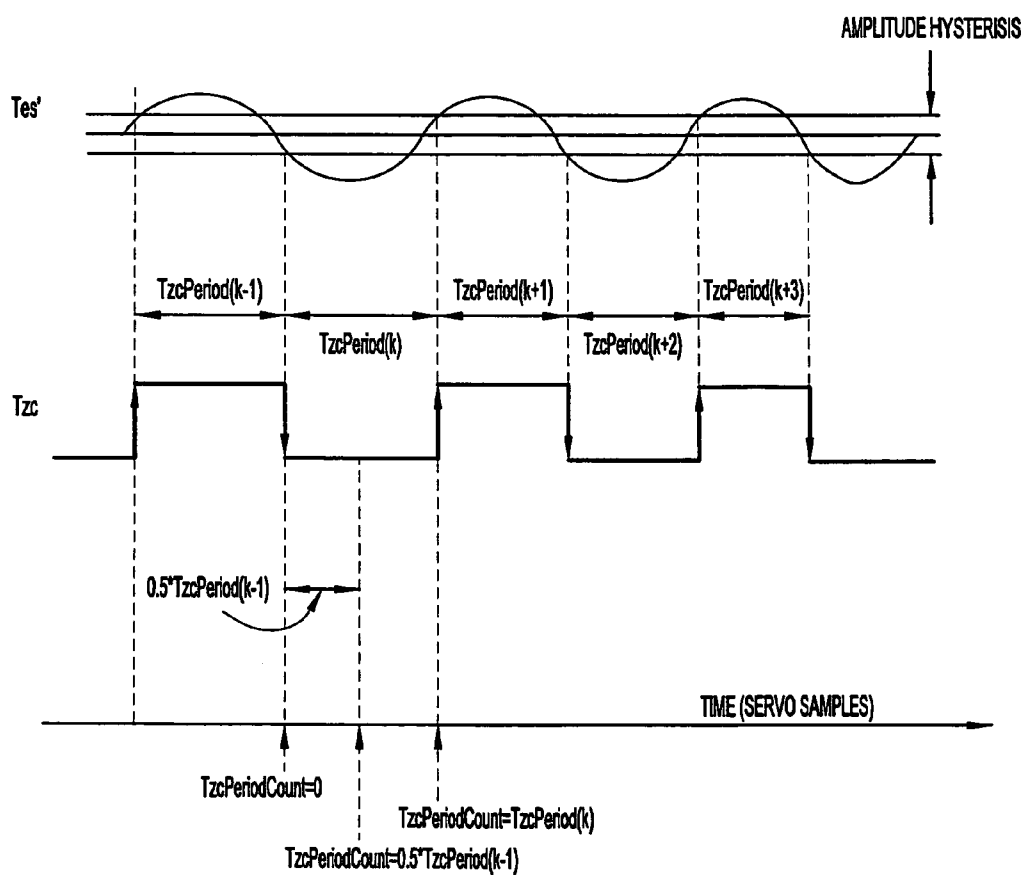 AMPLITUDE HYSTERISIS
Tes'
TzcPeriod(k-1)
TzcPeriod(k+1)
TzcPeriod(k+3)
TzcPeriod(k)
TzcPeriod(k+2)
Tzc
0.5*TzcPeriod(k-1)
TIME (SERVO SAMPLES)
TzcPeriodCount=0
TzcPeriodCount=TzcPeriod(k)
TzcPeriodCount=0.5*TzcPeriod(k-1)